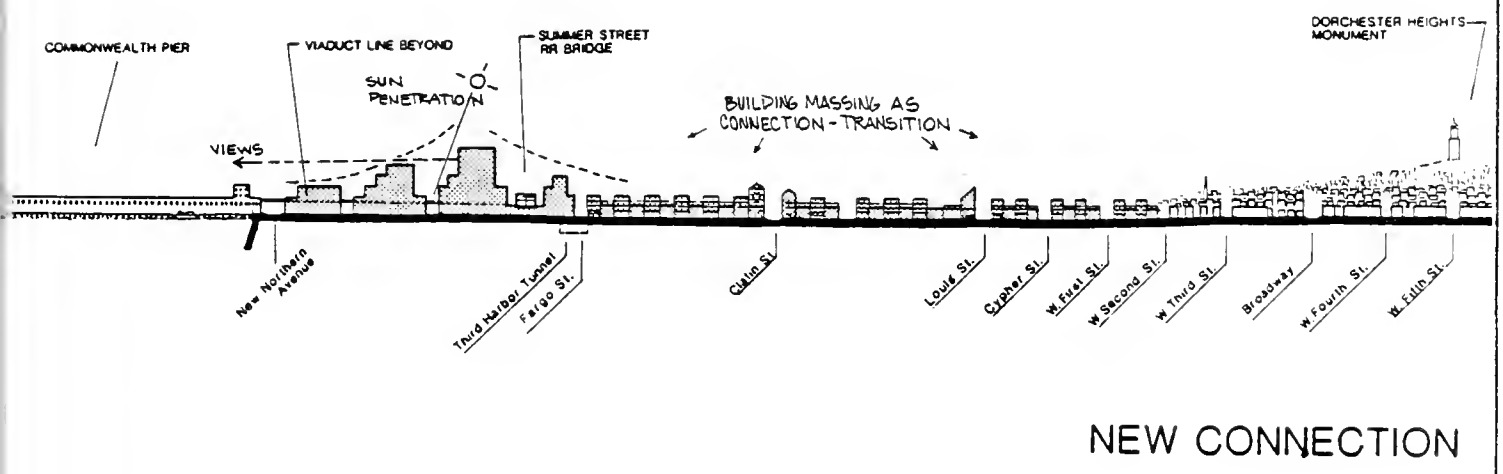 COMMONWEALTH PIER
VIADUCT LINE BEYOND
SUMMER STREET
RR BRIDGE
DORCHESTER HEIGHTS
MONUMENT
SUN
PENETRATION
BUILDING MASSING AS
CONNECTION - TRANSITION
VIEWS
New Northern
Avenue
Third Harbor Tunnel
Fargo St.
Claflin St.
Louis St.
Cypher St.
W. First St.
W. Second St.
W. Third St.
Broadway
W. Fourth St.
W. Fifth St.
NEW CONNECTION